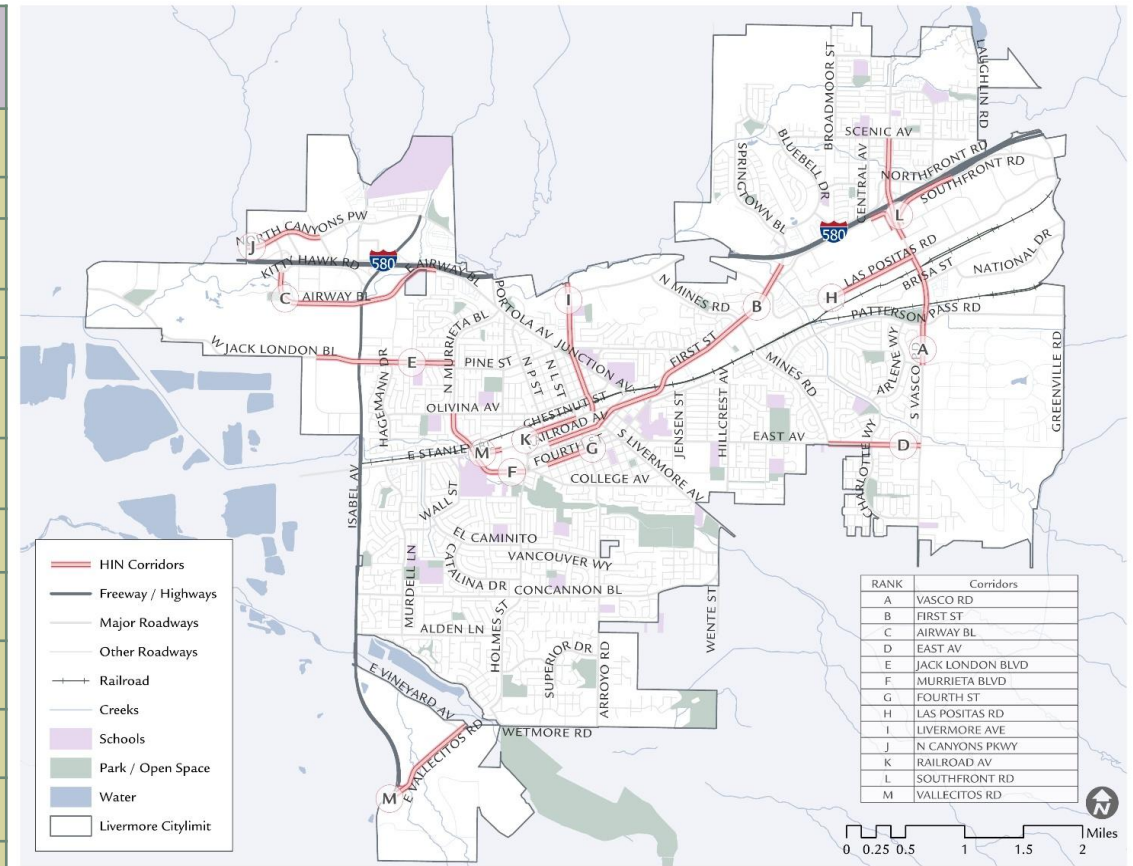 LAUGHLIN RD
BROADMOOR ST
SCENIC AV
BLUEBELL DR
SPRINGTOWN BL
CENTRAL AV
NORTHFRONT RD
SOUTHFRONT RD
L
580
NORTH CANYONS PW
J
580
KITTY HAWK RD
E AIRWAY BL
C
AIRWAY BL
LAS POSITAS RD
BRISA ST
NATIONAL DR
H
I
N MINES RD
B
PATTERSON PASS RD
PORTOLA AV
N MURRIETA BL
W JACK LONDON BL
E
PINE ST
JUNCTION AV
FIRST ST
N P ST
N L ST
MINES RD
ARLENE WY
A
S VASCO RD
GREENVILLE RD
HAGEMANN DR
OLIVINA AV
CHESTNUT ST
RAILROAD AV
K
JENSEN ST
HILLCREST AV
EAST AV
D
E STANLEY
M
FOURTH ST
G
S LIVERMORE AV
F
COLLEGE AV
CHARLOTTE WY
ISABEL AV
WALL ST
EL CAMINITO
VANCOUVER WY
CATALINA DR
CONCANNON BL
MURDELL LN
ALDEN LN
HOLMES ST
SUPERIOR DR
ARROYO RD
WENTE ST
E VINEYARD AV
WETMORE RD
E VALLECITOS RD
M
HIN Corridors
Freeway / Highways
Major Roadways
Other Roadways
Railroad
Creeks
Schools
Park / Open Space
Water
Livermore Citylimit
RANK Corridors
A VASCO RD
B FIRST ST
C AIRWAY BL
D EAST AV
E JACK LONDON BLVD
F MURRIETA BLVD
G FOURTH ST
H LAS POSITAS RD
I LIVERMORE AVE
J N CANYONS PKWY
K RAILROAD AV
L SOUTHFRONT RD
M VALLECITOS RD
N
Miles
0 0.25 0.5 1 1.5 2